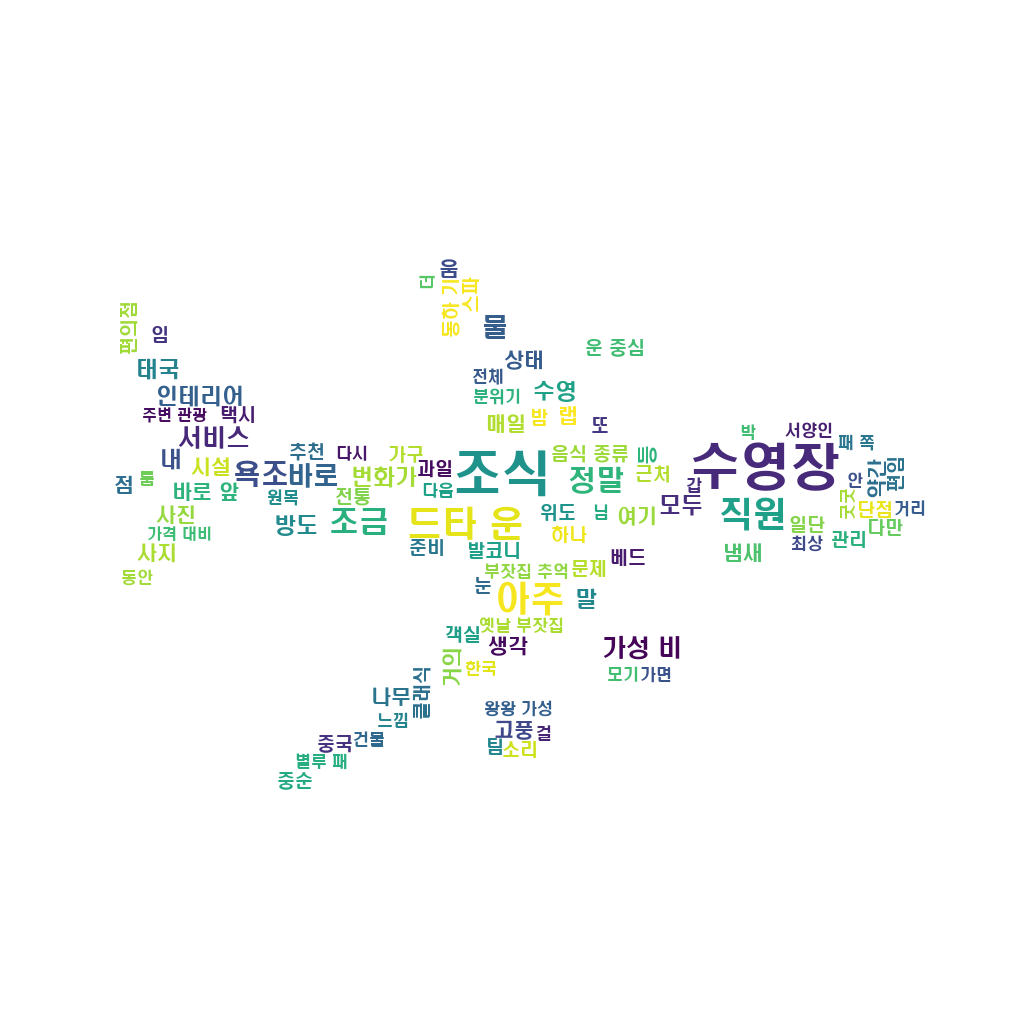 움
더
스파
등하 기
물
편의점
임
운 중심
태국
상태
전체
인테리어
분위기
수영
주변 관광
택시
매일
밤
랩
또
박
서양인
서비스
추천
다시
가구
음식 종류
등
패 쪽
내
시설
욕조바로
번화가
과일
조식
정말
근처
수영장
약간
편임
점
룸
바로 앞
원목
전통
다음
모두
갑
안
사진
방도
조금
드타 운
위도
님
여기
직원
일단
곳곳
단점
거리
가격 대비
하나
최상
관리
다만
사지
준비
발코니
베드
냄새
동안
눈
부잣집 추억
문제
아주
말
옛날 부잣집
객실
생각
가성 비
거의
한국
모기
가면
나무
클래식
느낌
왕왕 가성
중국
건물
고풍
걸
별루 패
팁
소리
중순